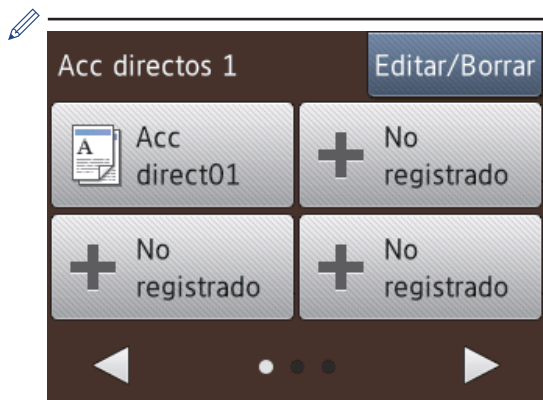 Acc directos 1
Editar/Borrar
A
Acc
direct01
No
registrado
No
registrado
No
registrado